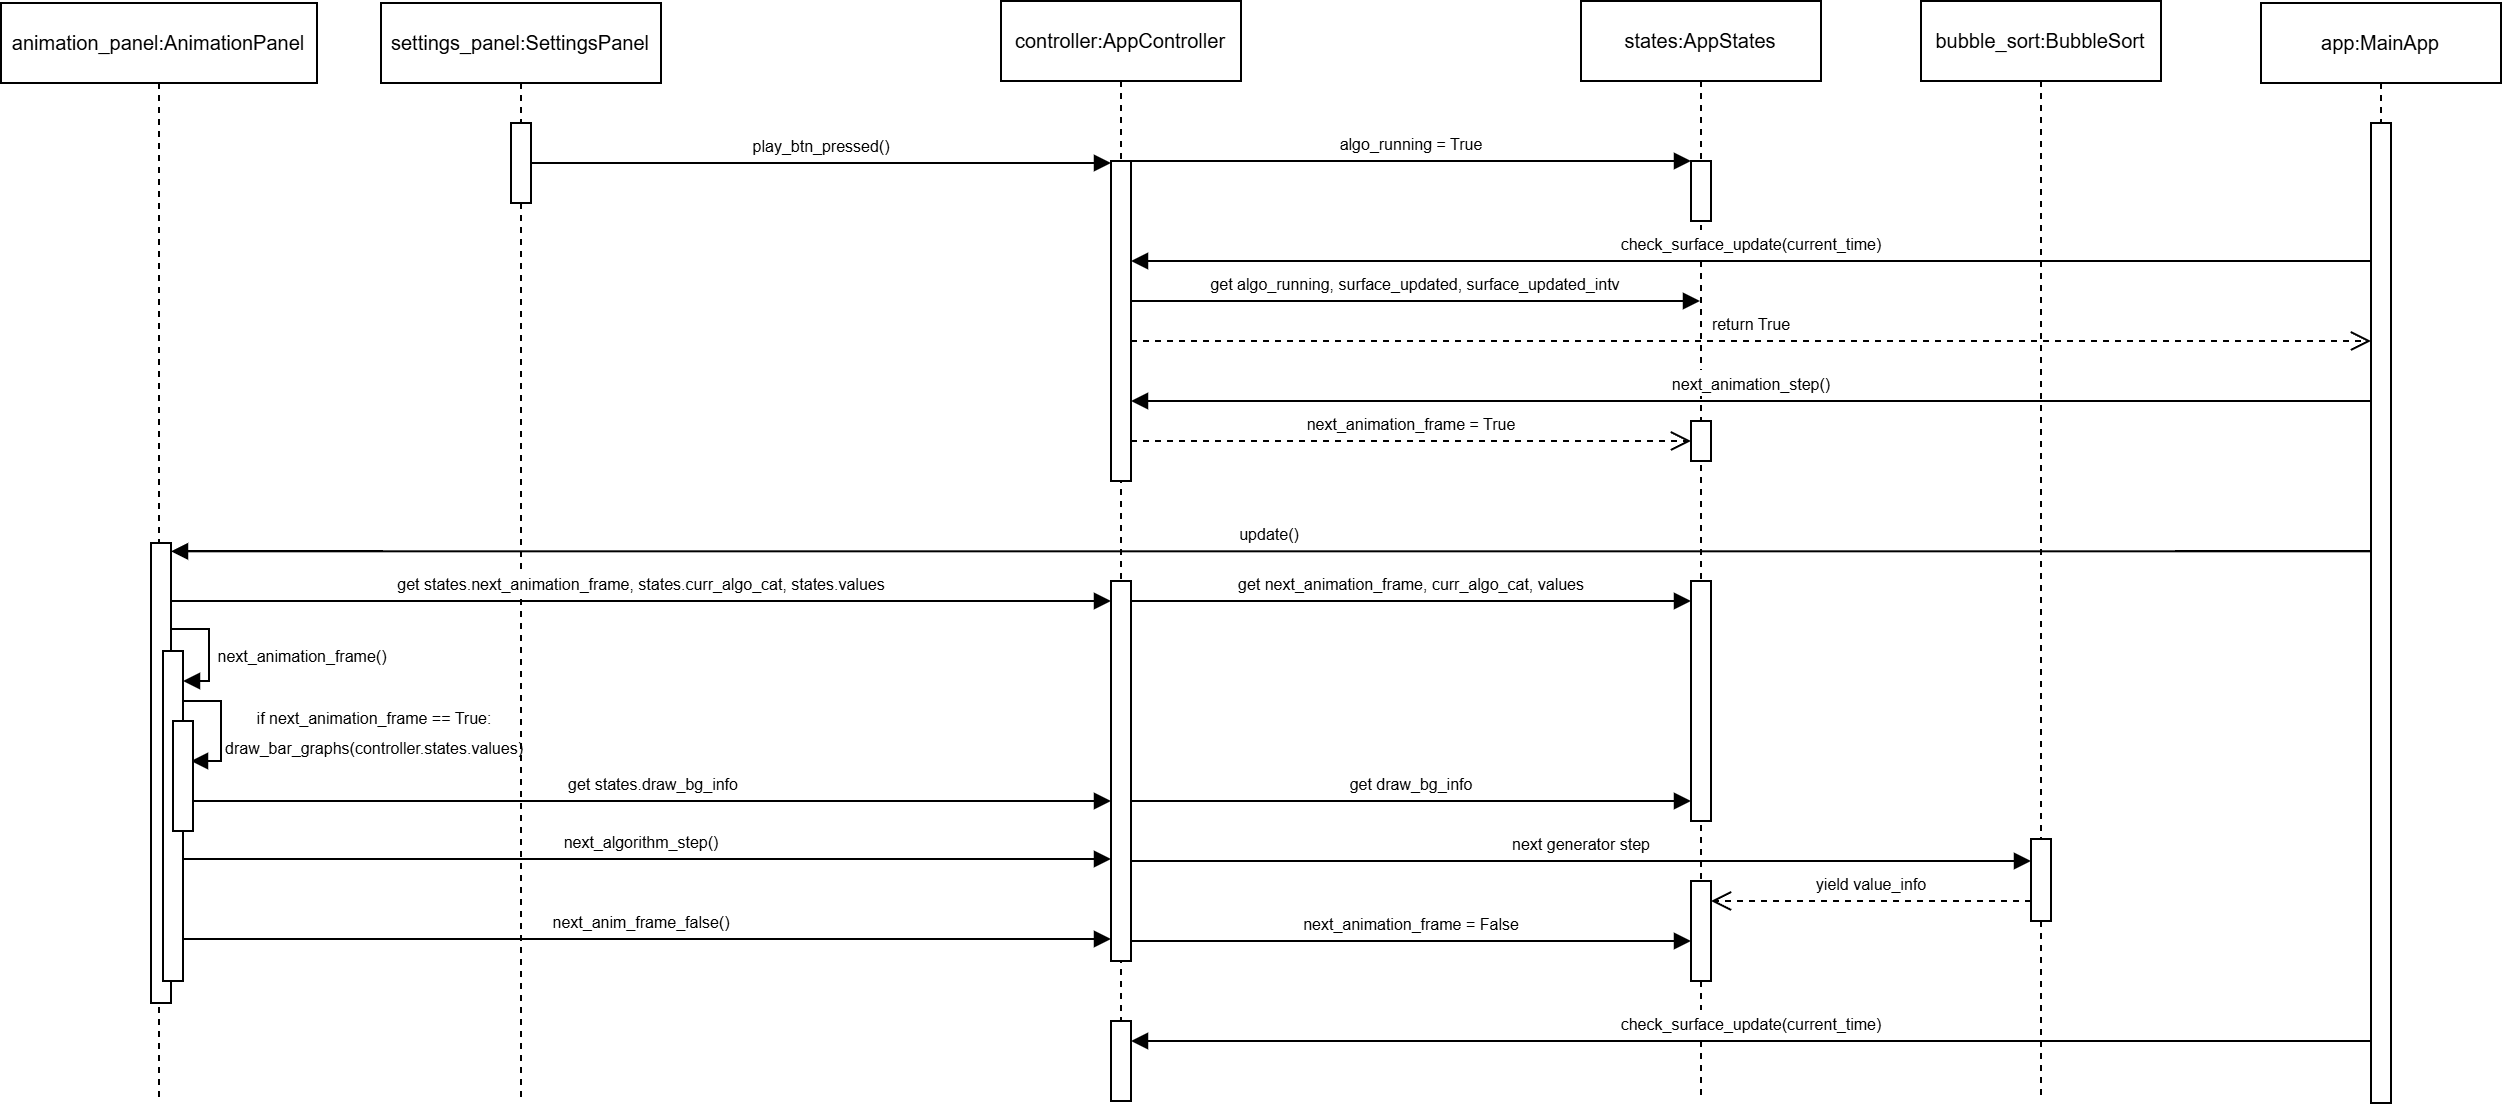 animation_panel:AnimationPanel
settings_panel:SettingsPanel
controller:AppController
states:AppStates
bubble_sort:BubbleSort
app:MainApp
play_btn_pressed()
algo_running = True
check_surface_update(current_time)
get algo_running, surface_updated, surface_updated_intv
return True
next_animation_step()
next_animation_frame = True
update()
get states.next_animation_frame, states.curr_algo_cat, states.values
get next_animation_frame, curr_algo_cat, values
next_animation_frame()
if next_animation_frame == True:
draw_bar_graphs(controller.states.values)
get states.draw_bg_info
get draw_bg_info
next_algorithm_step()
next generator step
yield value_info
next_anim_frame_false()
next_animation_frame = False
check_surface_update(current_time)